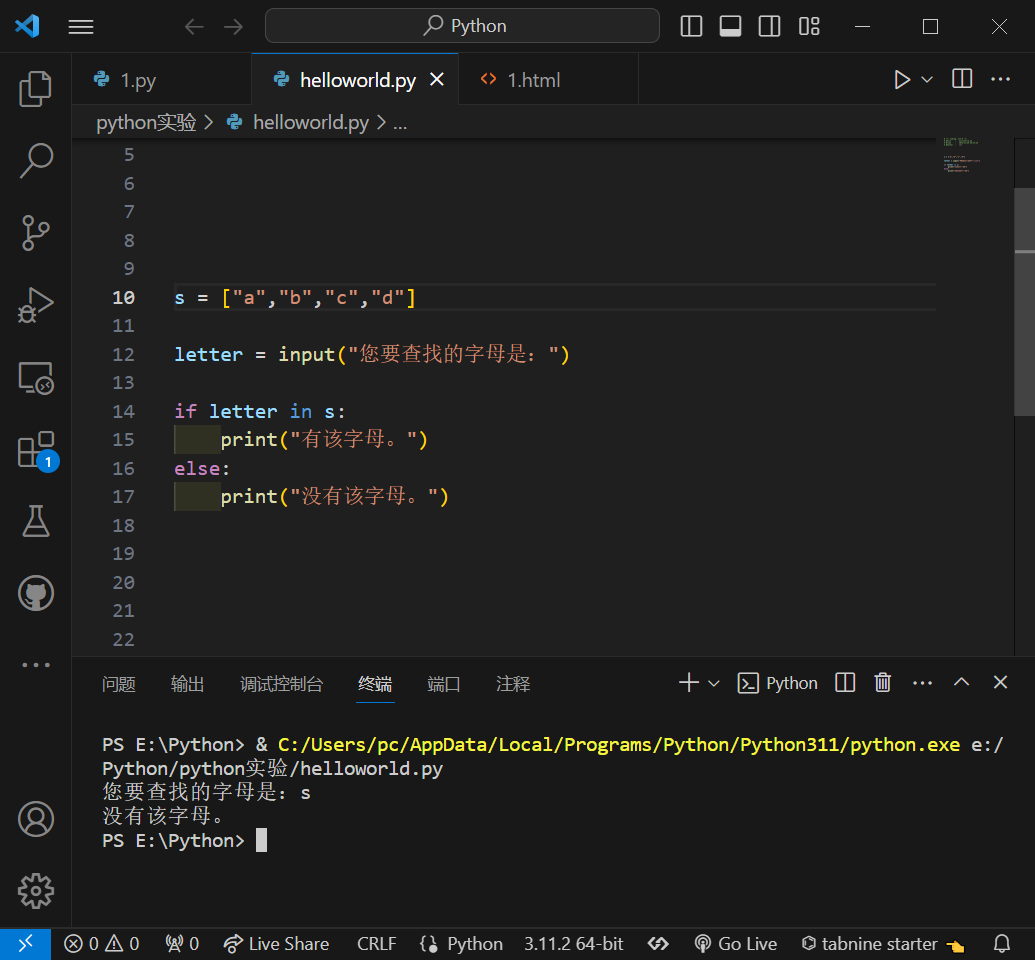 Python
1.py
helloworld.py
1.html
python实验 > helloworld.py > ...
5
6
7
8
9
10 s = ["a","b","c","d"]
11
12 letter = input("您要查找的字母是：")
13
14 if letter in s:
15 print("有该字母。")
16 else:
17 print("没有该字母。")
18
19
20
21
22
1
问题 输出 调试控制台 终端 端口 注释
Python
PS E:\Python> & C:/Users/pc/AppData/Local/Programs/Python/Python311/python.exe e:/
Python/python实验/helloworld.py
您要查找的字母是：s
没有该字母。
PS E:\Python>
0 0 0 Live Share CRLF Python 3.11.2 64-bit Go Live tabnine starter